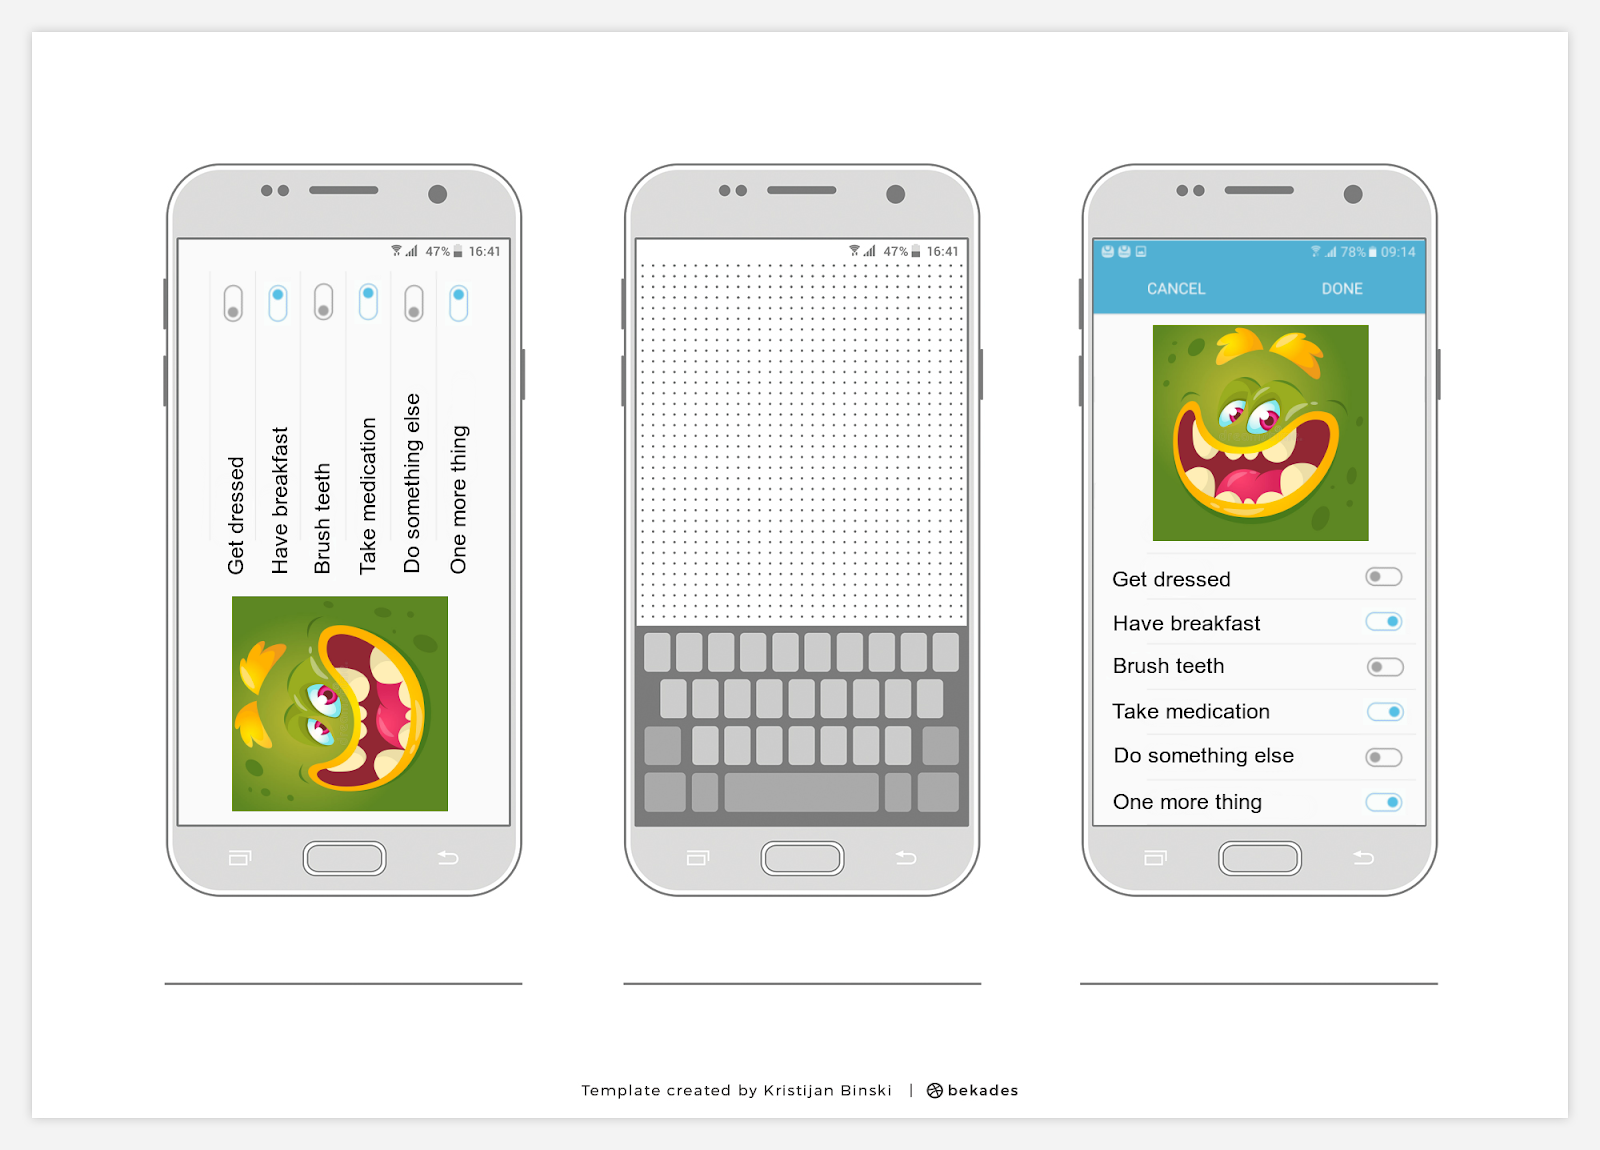 47% 16:41
Get dressed
Have breakfast
Brush teeth
Take medication
Do something else
One more thing
47% 16:41
78% 09:14
CANCEL DONE
Get dressed
Have breakfast
Brush teeth
Take medication
Do something else
One more thing
Template created by Kristijan Binski | bekades